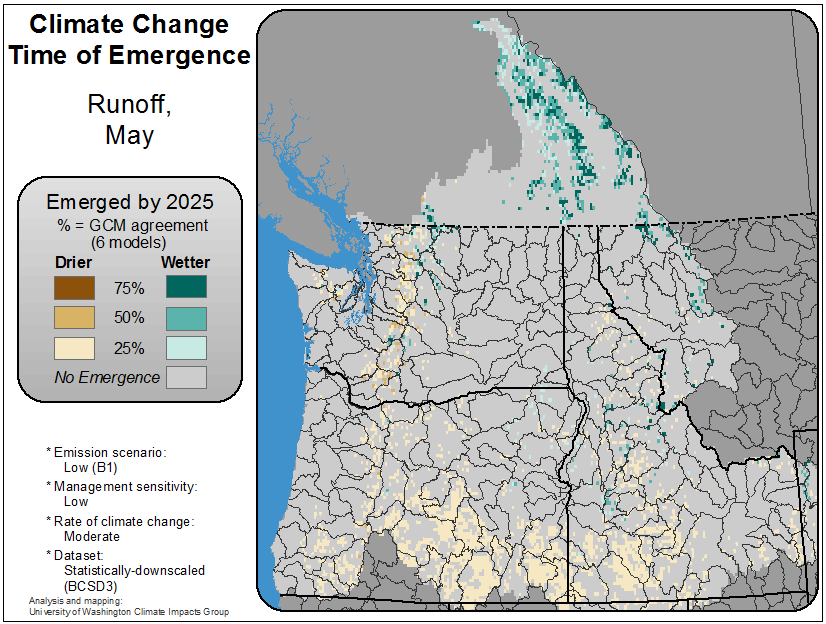 Climate Change
Time of Emergence
Runoff,
May
Emerged by 2025
% = GCM agreement
(6 models)
Drier Wetter
75%
50%
25%
No Emergence
* Emission scenario:
Low (B1)
* Management sensitivity:
Low
* Rate of climate change:
Moderate
* Dataset:
Statistically-downscaled
(BCSD3)
Analysis and mapping:
University of Washington Climate Impacts Group